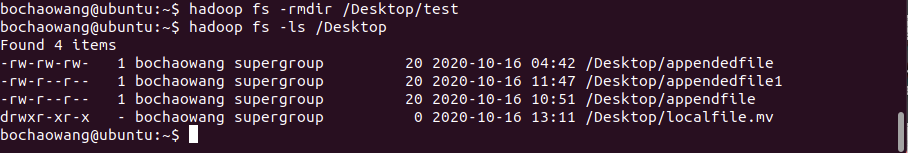 bochaowang@ubuntu:~$ hadoop fs -rmdir /Desktop/test
bochaowang@ubuntu:~$ hadoop fs -ls /Desktop
Found 4 items
-rw-rw-rw-   1 bochaowang supergroup         20 2020-10-16 04:42 /Desktop/appendedfile
-rw-r--r--   1 bochaowang supergroup         20 2020-10-16 11:47 /Desktop/appendedfile1
-rw-r--r--   1 bochaowang supergroup         20 2020-10-16 10:51 /Desktop/appendfile
drwxr-xr-x   - bochaowang supergroup          0 2020-10-16 13:11 /Desktop/localfile.mv
bochaowang@ubuntu:~$